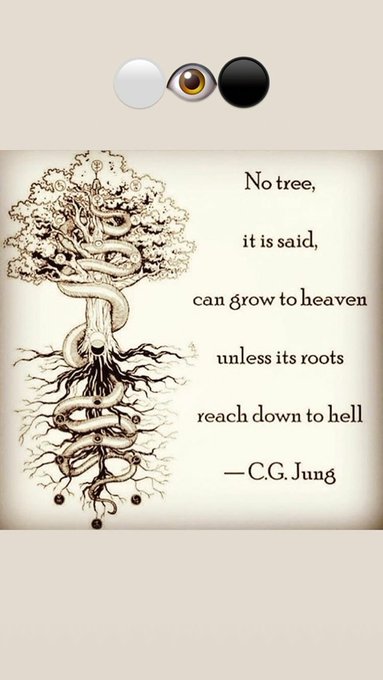 No tree,
it is said,
can grow to heaven
unless its roots
reach down to hell
—C.G. Jung